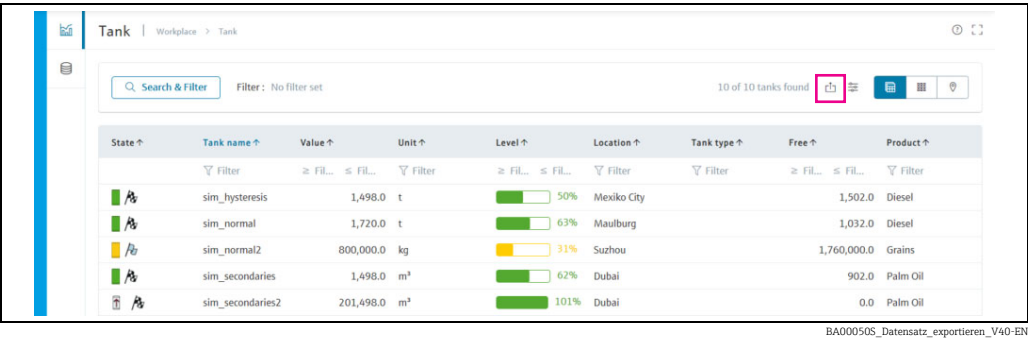 Tank | Workplace > Tank
Search & Filter Filter : No filter set 10 of 10 tanks found
State ↑ Tank name ↑ Value ↑ Unit ↑ Level ↑ Location ↑ Tank type ↑ Free ↑ Product ↑
Filter ≥ Fil... ≤ Fil... Filter ≥ Fil... ≤ Fil... Filter Filter ≥ Fil... ≤ Fil... Filter
sim_hysteresis 1,498.0 t 50% Mexiko City 1,502.0 Diesel
sim_normal 1,720.0 t 63% Maulburg 1,032.0 Diesel
sim_normal2 800,000.0 kg 31% Suzhou 1,760,000.0 Grains
sim_secondaries 1,498.0 m³ 62% Dubai 902.0 Palm Oil
sim_secondaries2 201,498.0 m³ 101% Dubai 0.0 Palm Oil
BA00050S_Datensatz_exportieren_V40-EN